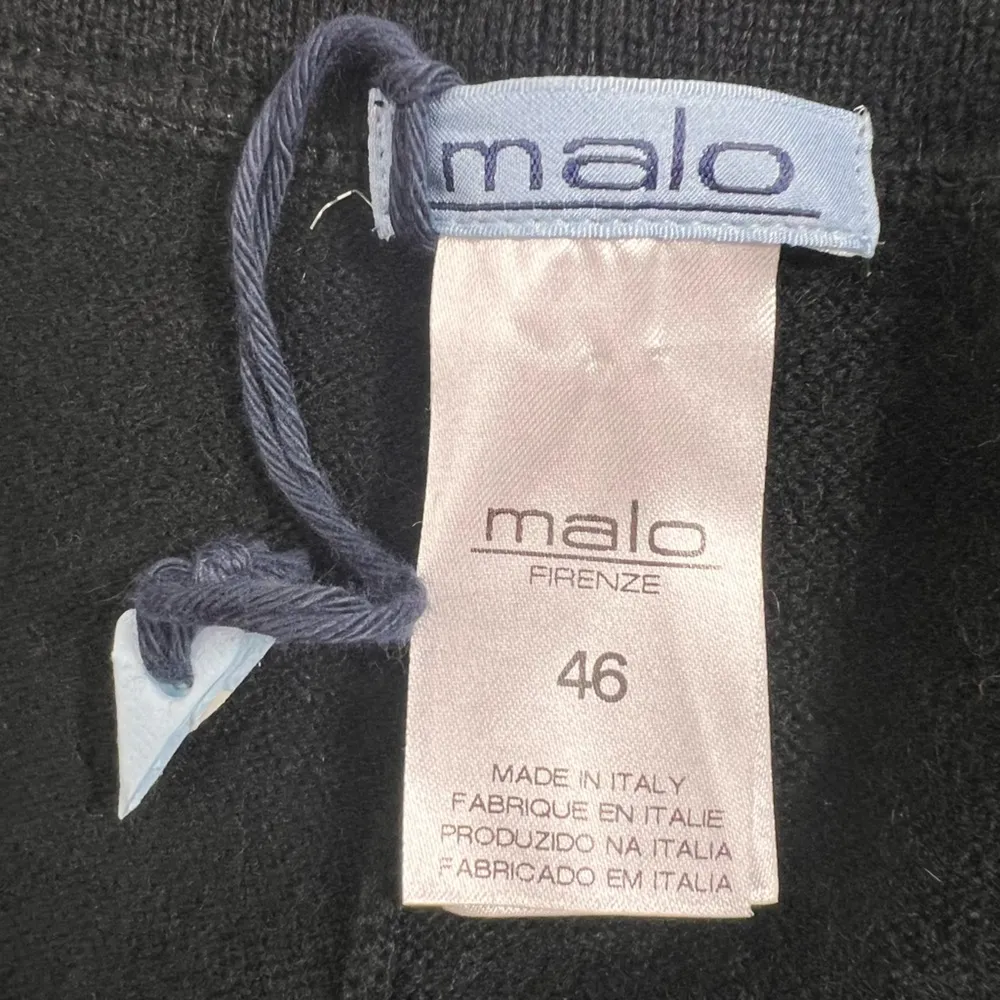 malo
malo
FIRENZE
46
MADE IN ITALY
FABRIQUE EN ITALIE
PRODUZIDO NA ITALIA
FABRICADO EM ITALIA